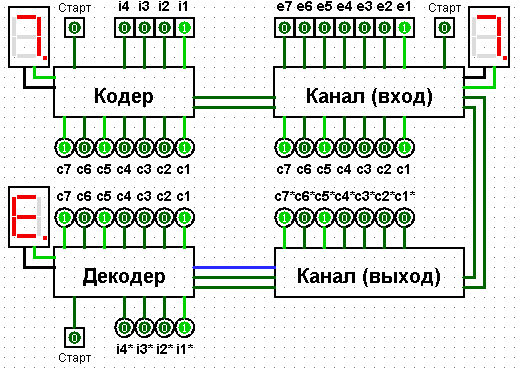 Старт i4 i3 i2 i1 e7 e6 e5 e4 e3 e2 e1 Старт
0 0 0 0 1 0 0 0 0 0 0 1 0
Кодер Канал (вход)
1 0 1 0 0 0 1 1 0 1 0 0 0 1
c7 c6 c5 c4 c3 c2 c1 c7 c6 c5 c4 c3 c2 c1
c7 c6 c5 c4 c3 c2 c1 c7* c6* c5* c4* c3* c2* c1*
1 0 1 0 0 0 1 1 0 1 0 0 0 0
Декодер Канал (выход)
0 0 0 0 1
Старт i4* i3* i2* i1*